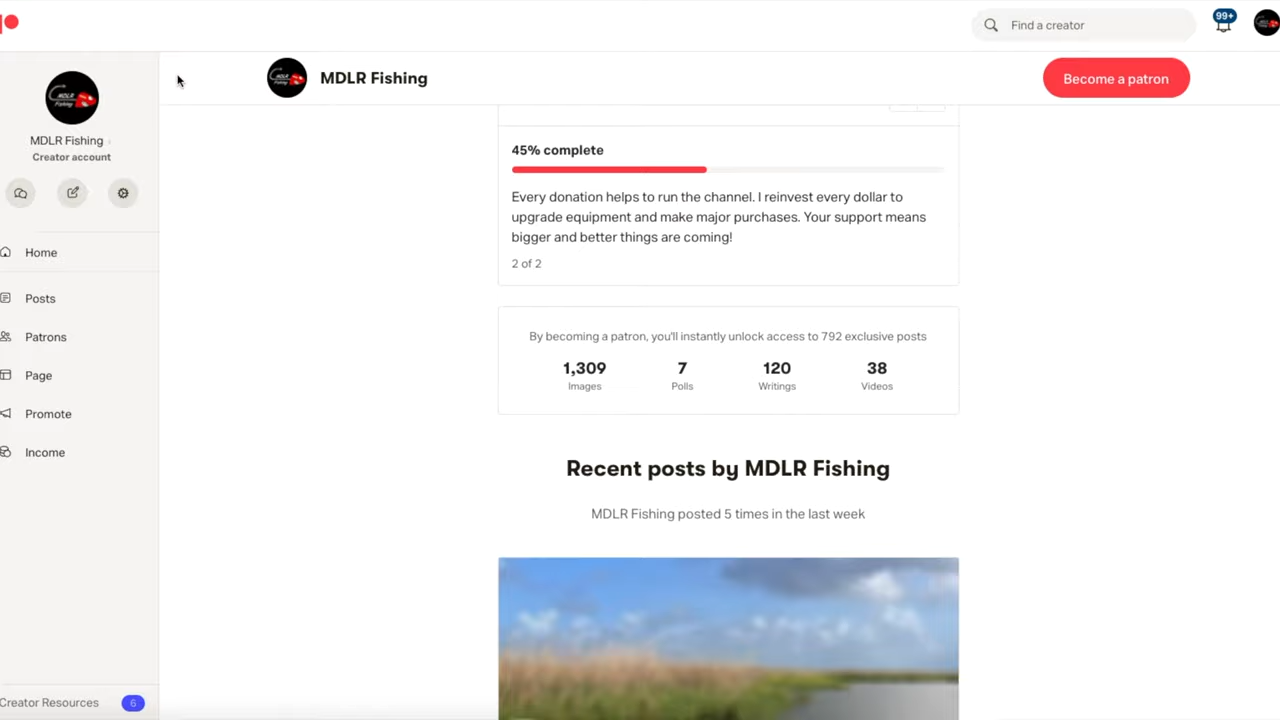 Find a creator
99+
MDLR Fishing
Become a patron
MDLR Fishing
Creator account
Home
Posts
Patrons
Page
Promote
Income
Creator Resources
6
45% complete
Every donation helps to run the channel. I reinvest every dollar to
upgrade equipment and make major purchases. Your support means
bigger and better things are coming!
2 of 2
By becoming a patron, you'll instantly unlock access to 792 exclusive posts
1,309 7 120 38
Images Polls Writings Videos
Recent posts by MDLR Fishing
MDLR Fishing posted 5 times in the last week